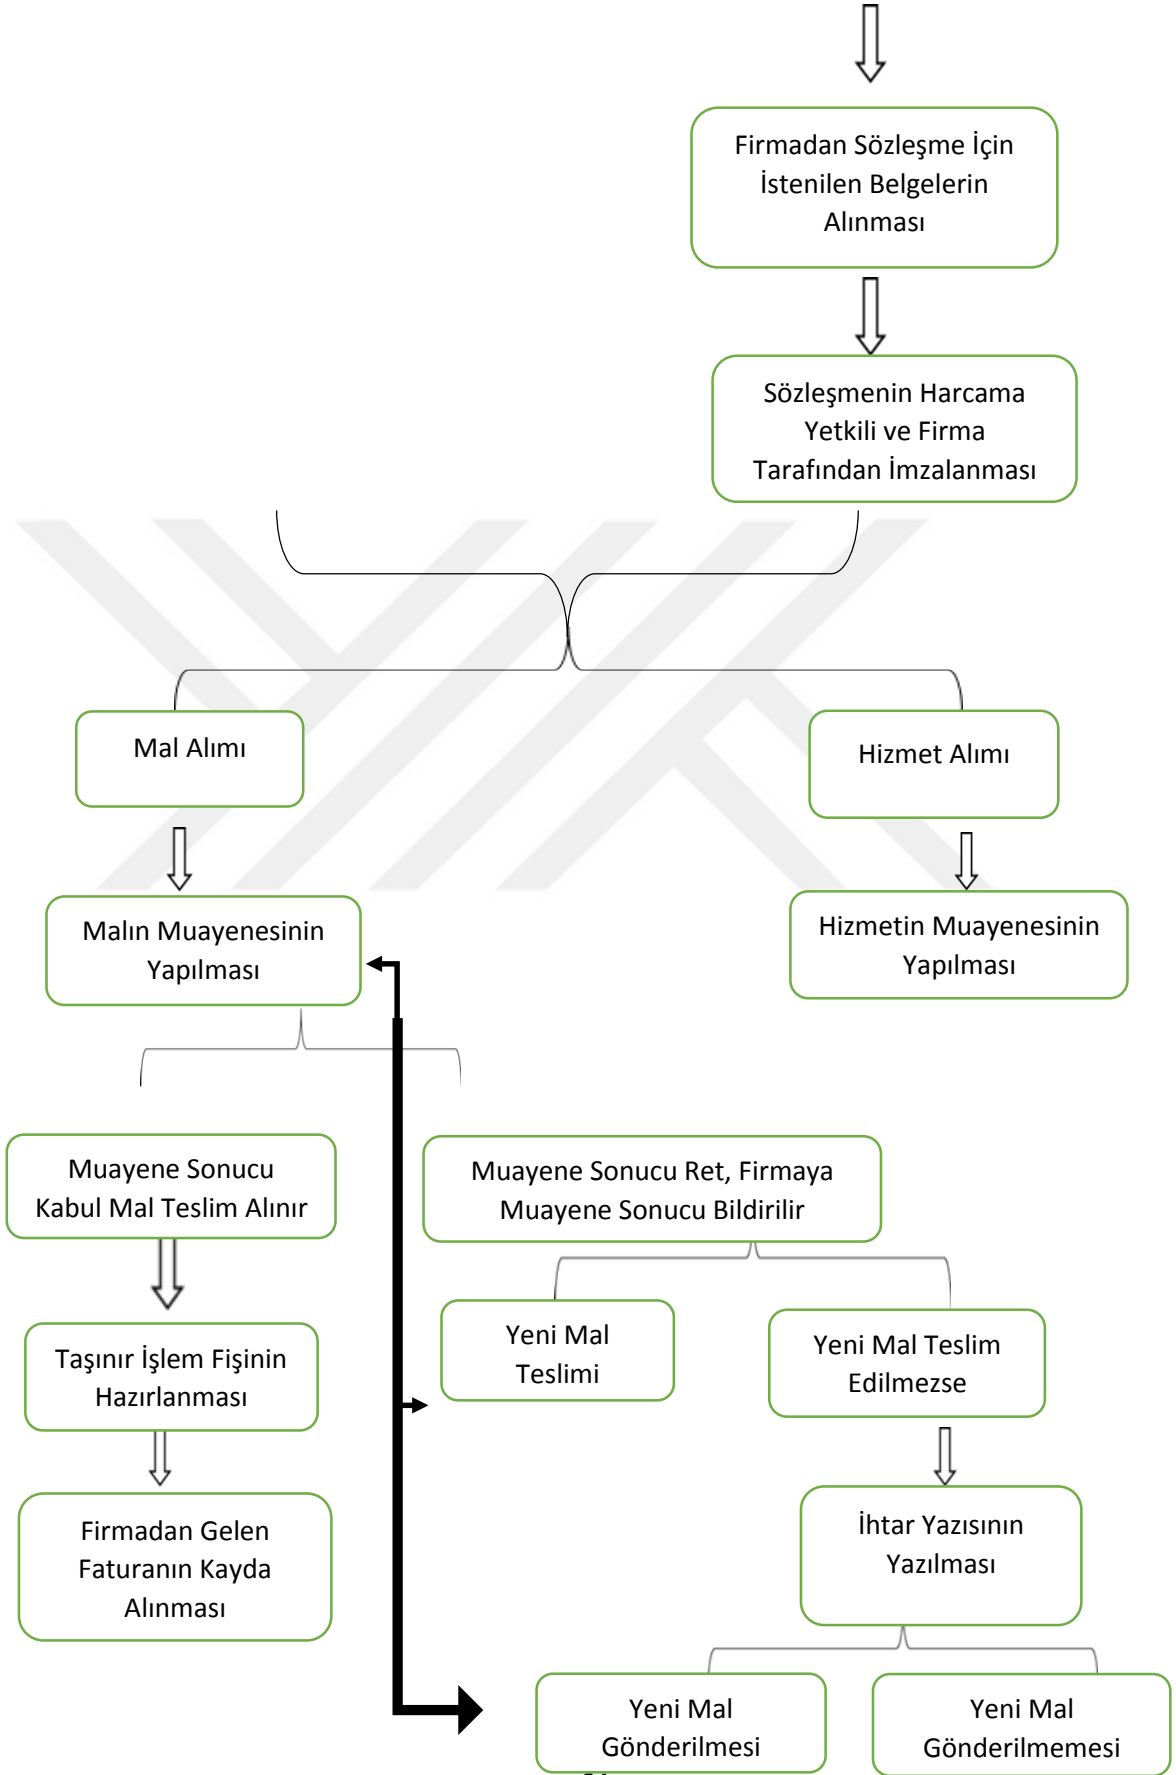 Firmadan Sözleşme İçin
İstenilen Belgelerin
Alınması
Sözleşmenin Harcama
Yetkili ve Firma
Tarafından İmzalanması
Mal Alımı
Hizmet Alımı
Malın Muayenesinin
Yapılması
Hizmetin Muayenesinin
Yapılması
Muayene Sonucu
Kabul Mal Teslim Alınır
Muayene Sonucu Ret, Firmaya
Muayene Sonucu Bildirilir
Yeni Mal
Teslimi
Yeni Mal Teslim
Edilmezse
Taşınır İşlem Fişinin
Hazırlanması
Firmadan Gelen
Faturanın Kayda
Alınması
İhtar Yazısının
Yazılması
Yeni Mal
Gönderilmesi
Yeni Mal
Gönderilmemesi